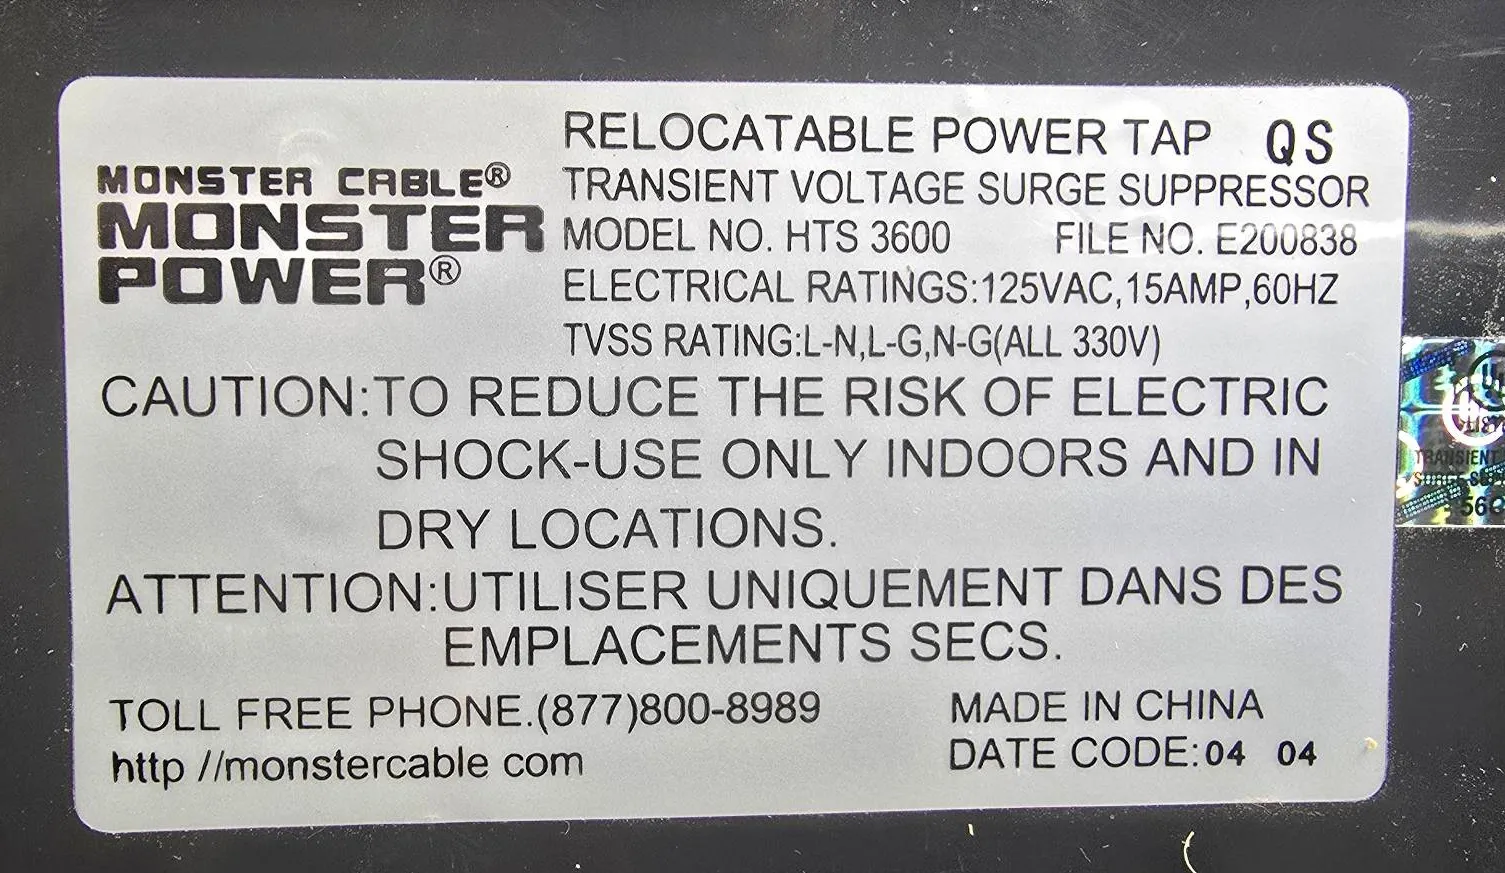 RELOCATABLE POWER TAP QS
MONSTER CABLE®
MONSTER
POWER®
TRANSIENT VOLTAGE SURGE SUPPRESSOR
MODEL NO. HTS 3600 FILE NO. E200838
ELECTRICAL RATINGS:125VAC,15AMP,60HZ
TVSS RATING:L-N,L-G,N-G(ALL 330V)
CAUTION:TO REDUCE THE RISK OF ELECTRIC
SHOCK-USE ONLY INDOORS AND IN
DRY LOCATIONS.
ATTENTION:UTILISER UNIQUEMENT DANS DES
EMPLACEMENTS SECS.
TOLL FREE PHONE.(877)800-8989
http //monstercable com
MADE IN CHINA
DATE CODE:04 04
TRANSIENT